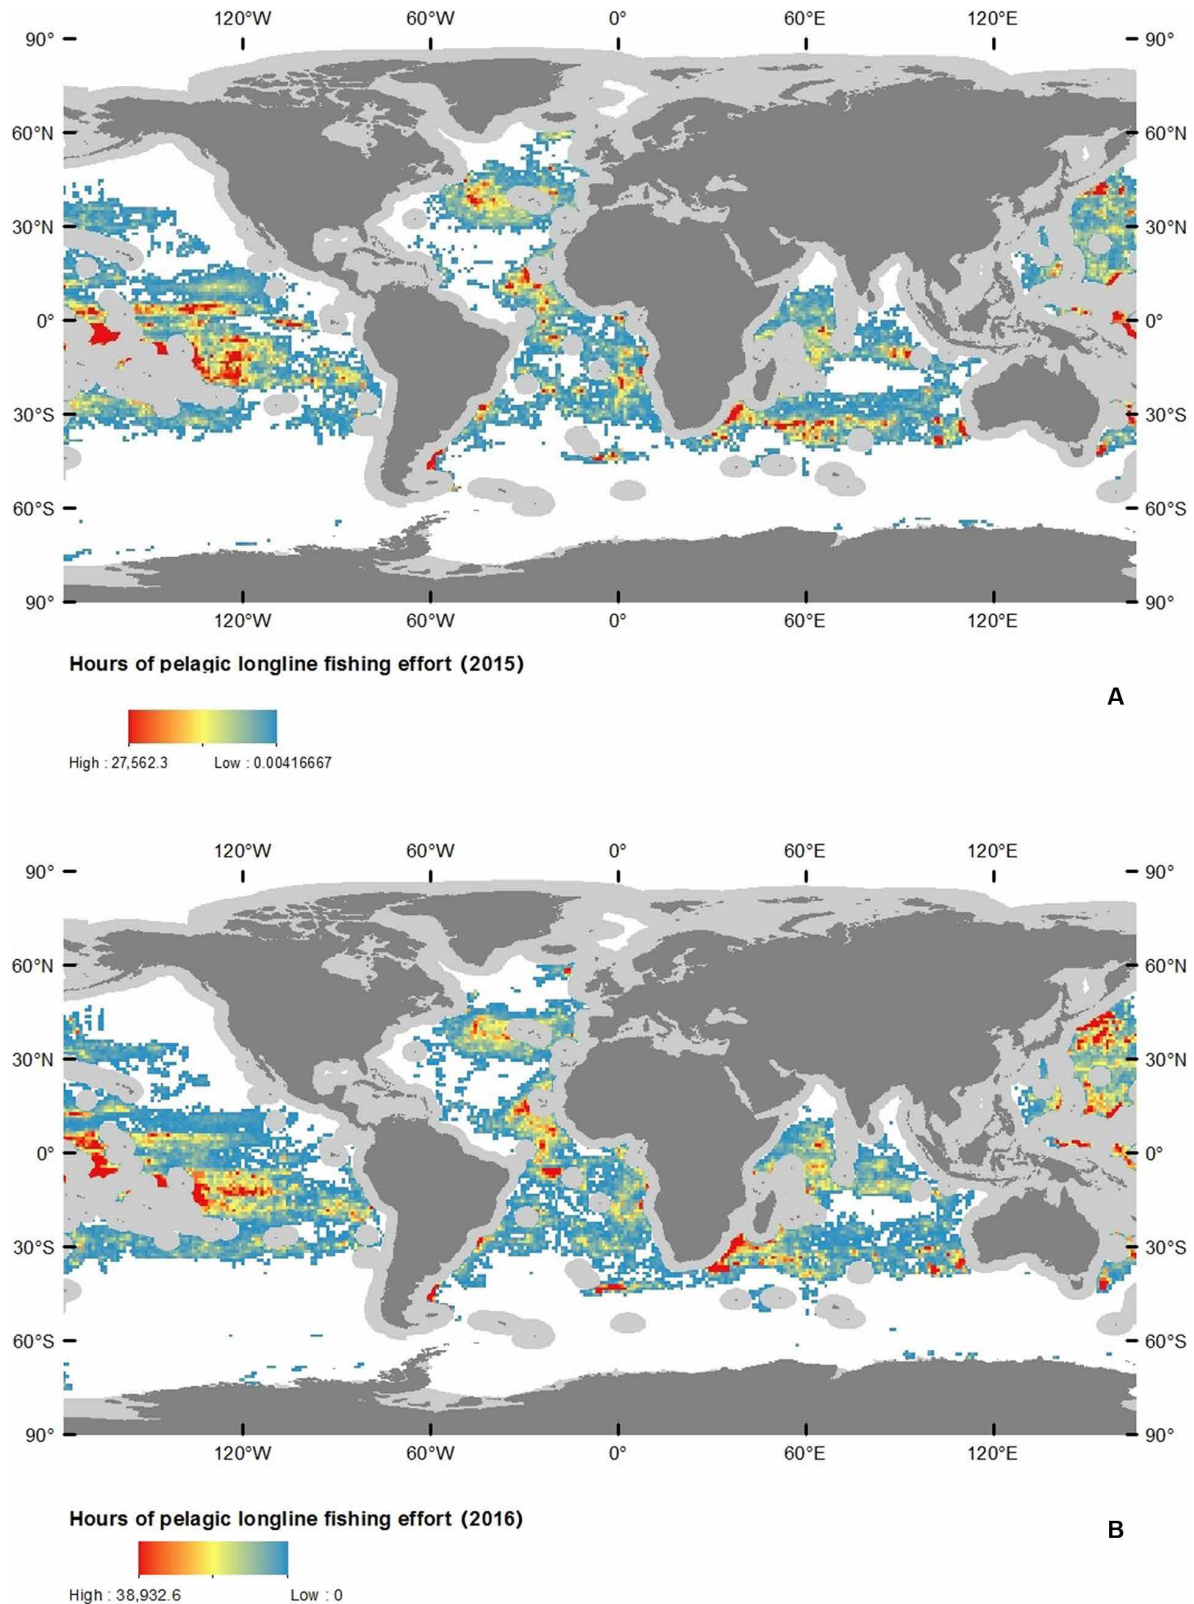 120°W 60°W 0° 60°E 120°E
90° 90°
60°N 60°N
30°N 30°N
0° 0°
30°S 30°S
60°S 60°S
90° 90°
120°W 60°W 0° 60°E 120°E
Hours of pelagic longline fishing effort (2015)
A
High : 27,562.3 Low : 0.00416667
120°W 60°W 0° 60°E 120°E
90° 90°
60°N 60°N
30°N 30°N
0° 0°
30°S 30°S
60°S 60°S
90° 90°
120°W 60°W 0° 60°E 120°E
Hours of pelagic longline fishing effort (2016)
B
High : 38,932.6 Low : 0